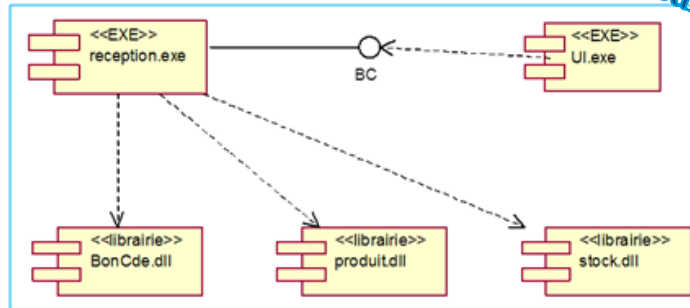 <<EXE>>
reception.exe
BC
<<EXE>>
UI.exe
<<librairie>>
BonCde.dll
<<librairie>>
produit.dll
<<librairie>>
stock.dll